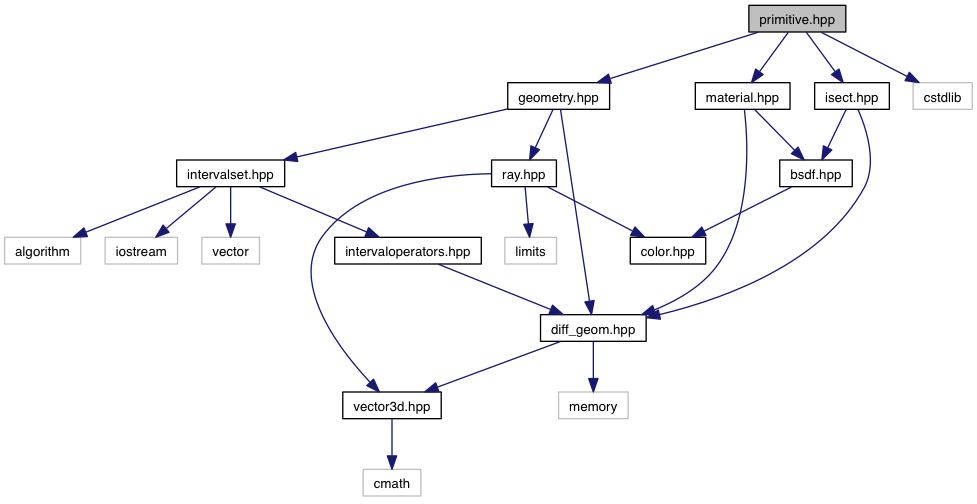 primitive.hpp
geometry.hpp
material.hpp
isect.hpp
cstdlib
intervalset.hpp
ray.hpp
bsdf.hpp
algorithm
iostream
vector
intervaloperators.hpp
limits
color.hpp
diff_geom.hpp
vector3d.hpp
memory
cmath